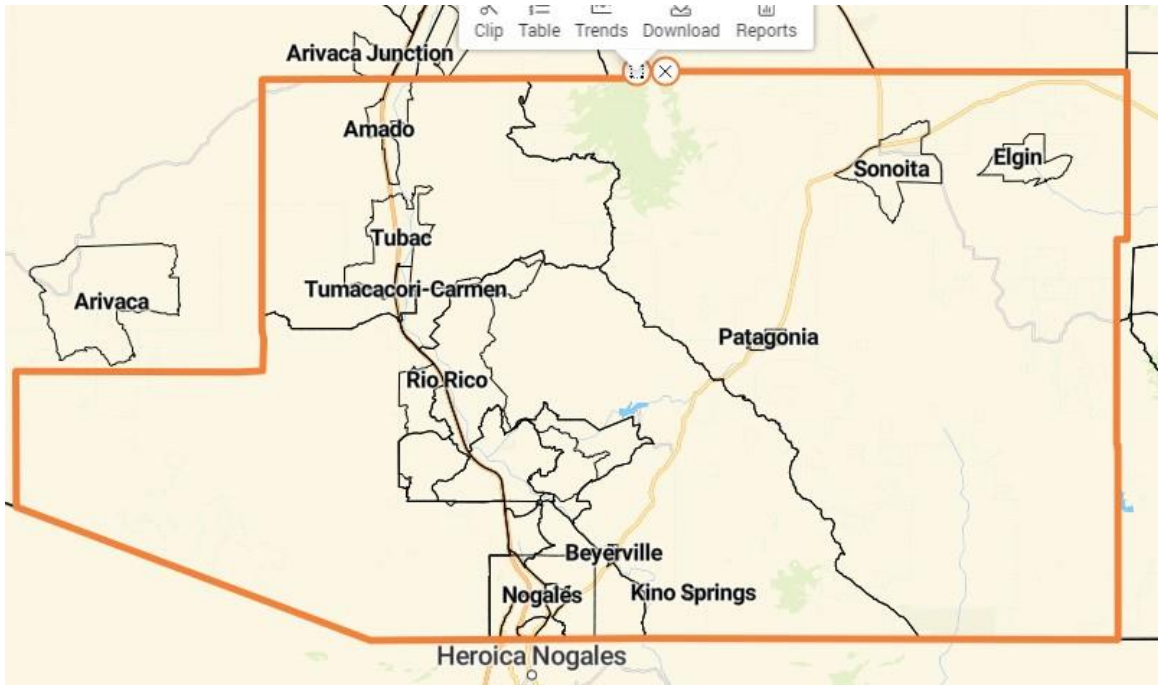 Clip Table Trends Download Reports
Arivaca Junction
Amado
Sonoita
Elgin
Tubac
Tumacacori-Carmen
Arivaca
Patagonia
Rio Rico
Beyerville
Nogales
Kino Springs
Heroica Nogales